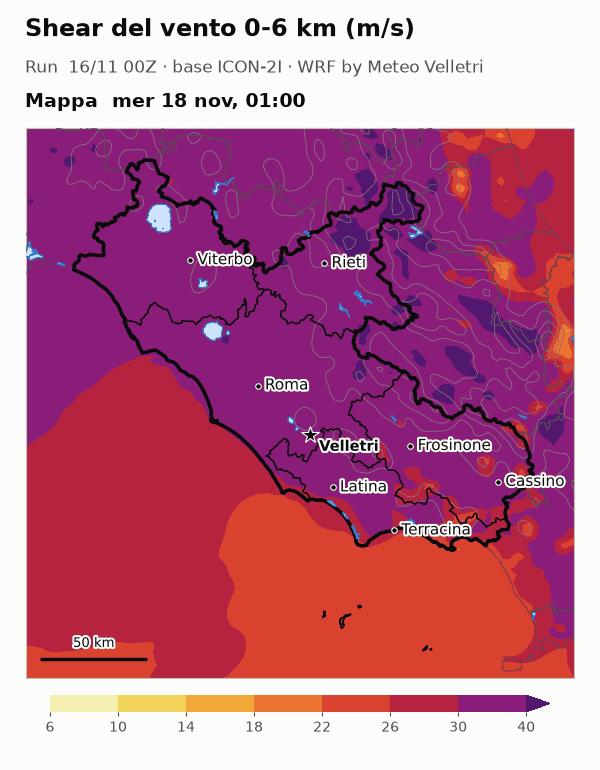 Shear del vento 0-6 km (m/s)
Run  16/11 00Z · base ICON-2I · WRF by Meteo Velletri
Mappa  mer 18 nov, 01:00
Viterbo
Rieti
Roma
Velletri
Frosinone
Latina
Cassino
Terracina
50 km
6 10 14 18 22 26 30 40